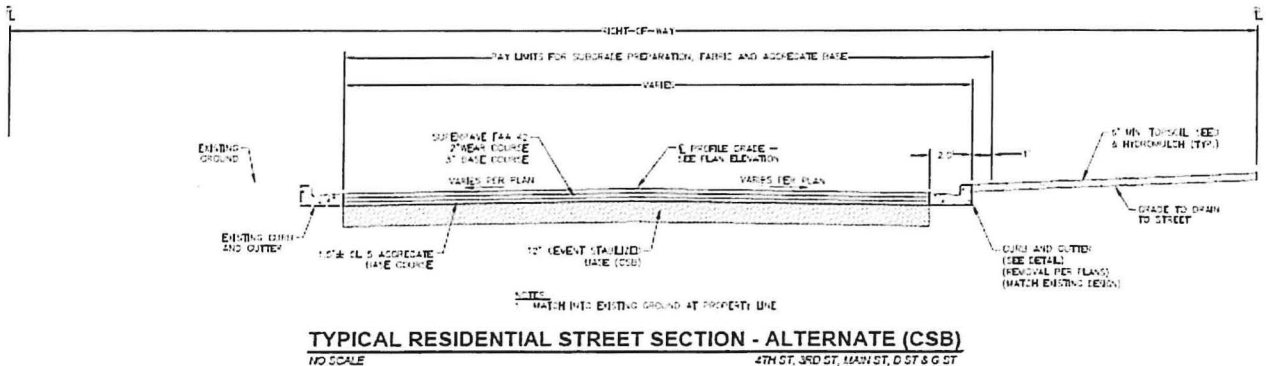 RIGHT-OF-WAY
PAY LIMITS FOR SUBGRADE PREPARATION, FABRIC AND AGGREGATE BASE
VARIES
EXISTING
GROUND
SUPERPAVE FAA 42
2" WEAR COURSE
3" BASE COURSE
℄ PROFILE GRADE -
SEE PLAN ELEVATION
2.0'
1'
6" MIN. TOPSOIL SEED
& HYDROMULCH (TYP.)
VARIES PER PLAN
VARIES PER PLAN
GRADE TO DRAIN
TO STREET
EXISTING CURB
AND GUTTER
CL 5 AGGREGATE
BASE COURSE
12" CEMENT STABILIZED
BASE (CSB)
CURB AND GUTTER
(SEE DETAIL)
(REMOVAL PER PLANS)
(MATCH EXISTING DESIGN)
NOTES:
MATCH INTO EXISTING GROUND AT PROPERTY LINE
TYPICAL RESIDENTIAL STREET SECTION - ALTERNATE (CSB)
NO SCALE
4TH ST, 3RD ST, MAIN ST, D ST & G ST